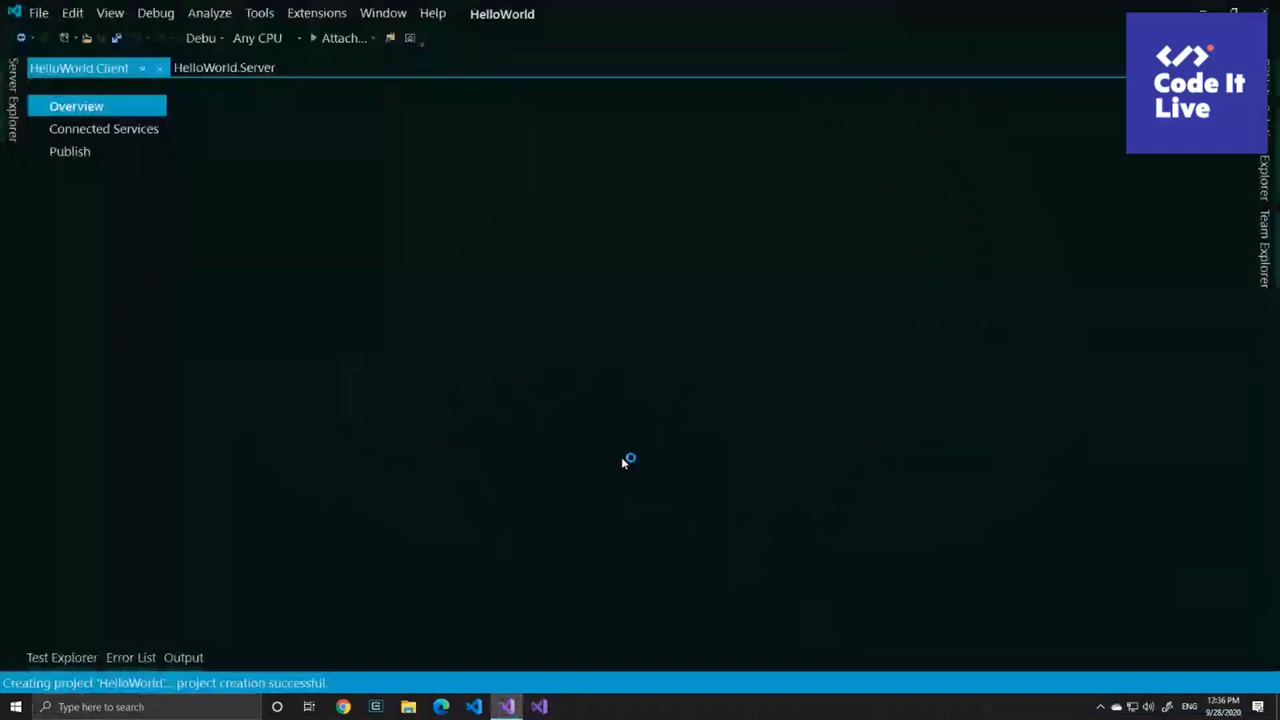 File Edit View Debug Analyze Tools Extensions Window Help HelloWorld
Debu Any CPU Attach...
HelloWorld.Client HelloWorld.Server
Server Explorer
Overview
Connected Services
Publish
Code It
Live
Explorer
Team Explorer
Test Explorer Error List Output
Creating project 'HelloWorld'... project creation successful.
Type here to search
ENG
12:36 PM
9/28/2020